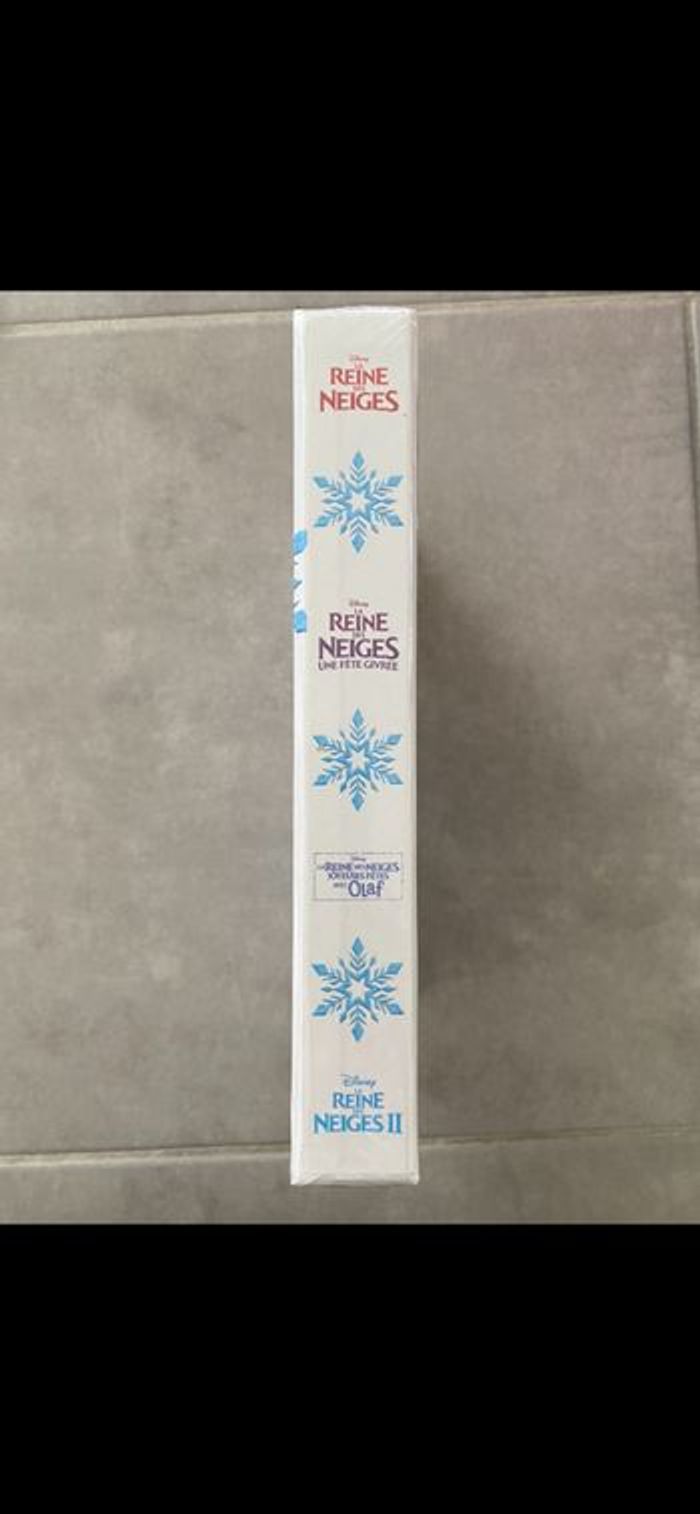 Disney
LA
REINE
DES
NEIGES
Disney
LA
REINE
DES
NEIGES
UNE FÊTE GIVRÉE
Disney
LA REINE DES NEIGES
JOYEUSES FÊTES
AVEC Olaf
Disney
LA
REINE
DES
NEIGES II